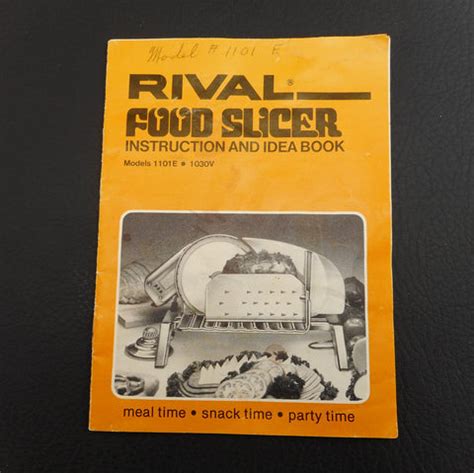 Model # 1101 E
RIVAL®
FOOD SLICER
INSTRUCTION AND IDEA BOOK
Models 1101E • 1030V
meal time • snack time • party time